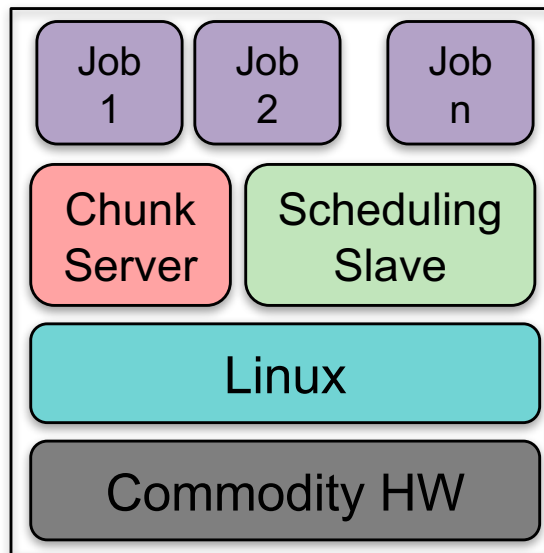 Job
1
Job
2
Job
n
Chunk
Server
Scheduling
Slave
Linux
Commodity HW